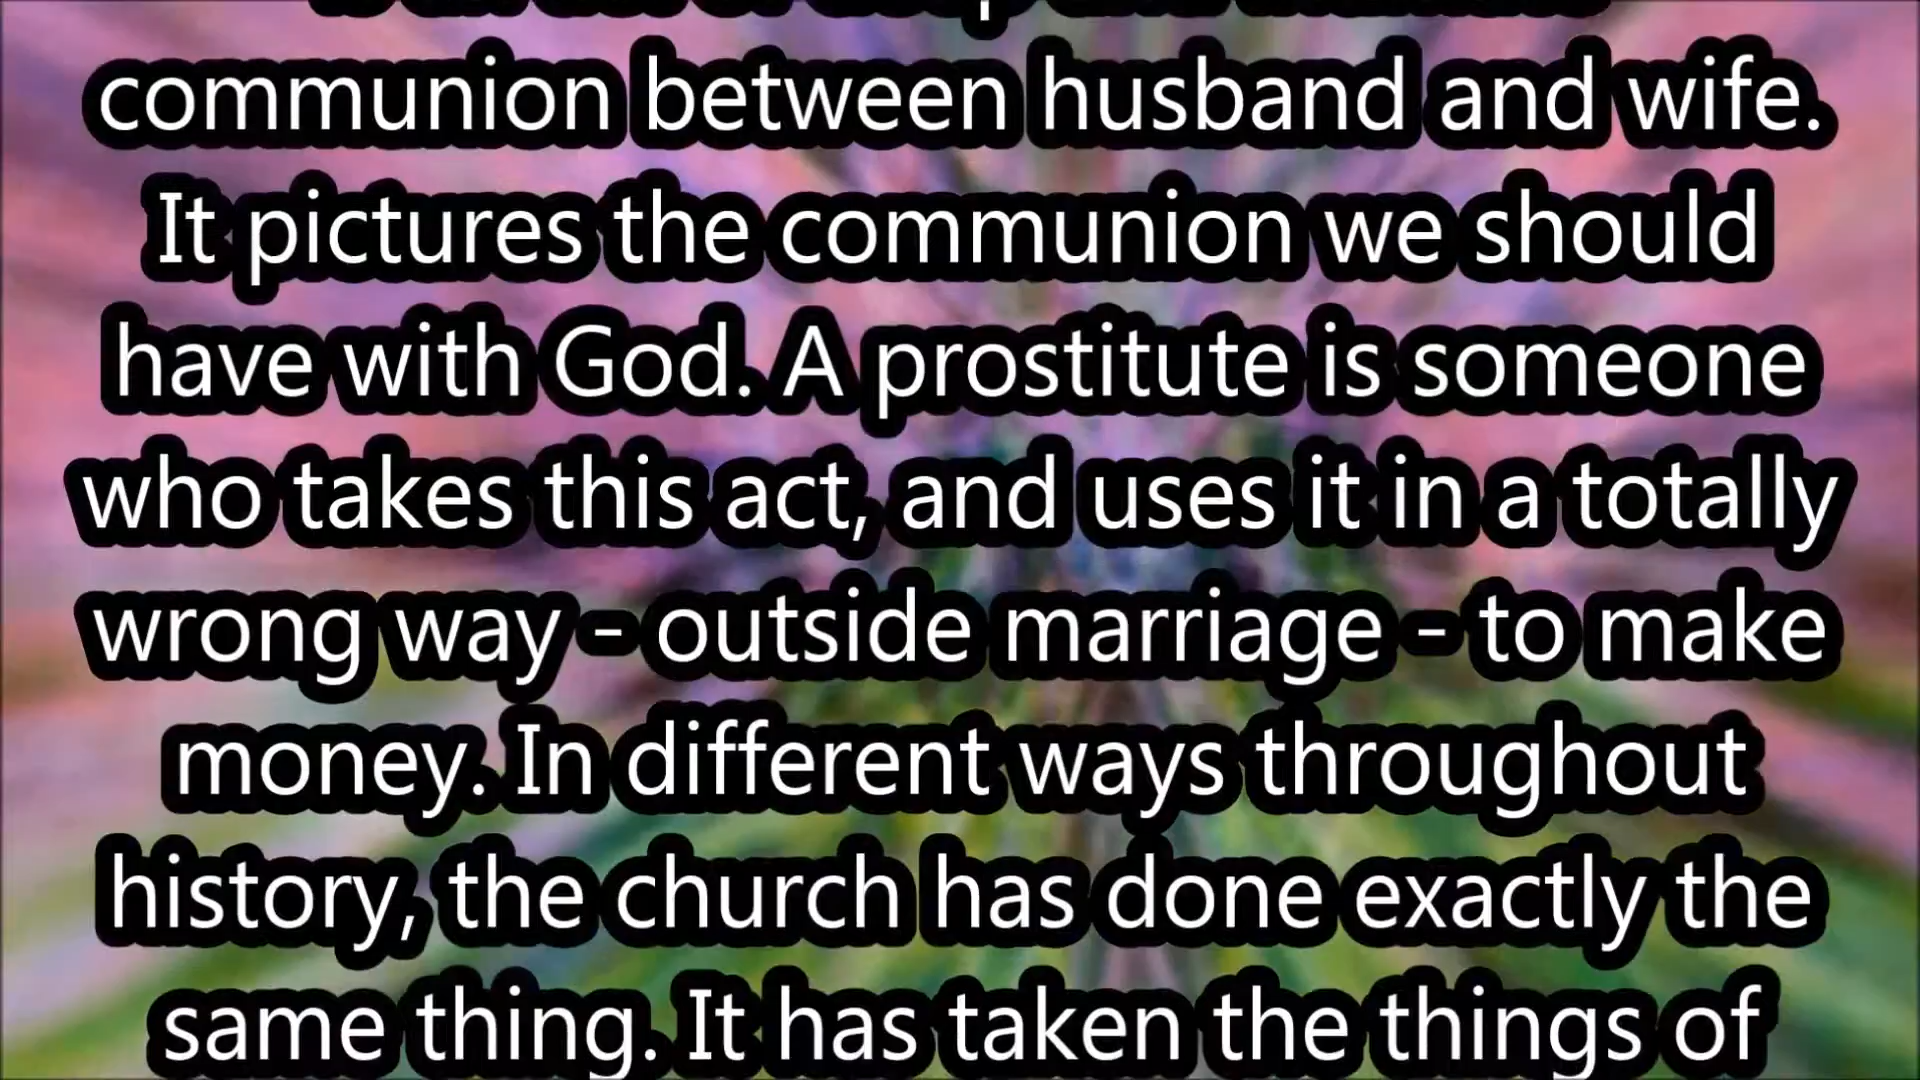 communion between husband and wife.
It pictures the communion we should
have with God. A prostitute is someone
who takes this act, and uses it in a totally
wrong way - outside marriage - to make
money. In different ways throughout
history, the church has done exactly the
same thing. It has taken the things of